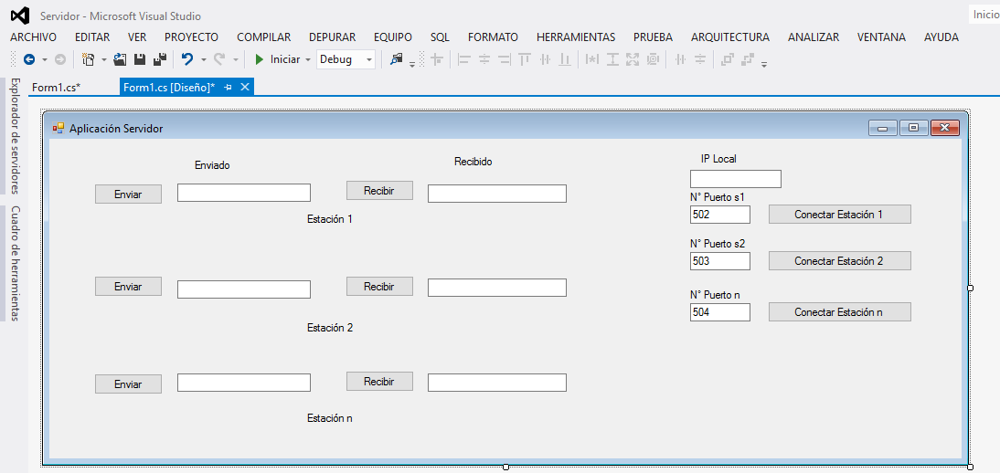 Servidor - Microsoft Visual Studio
Inicio
ARCHIVO EDITAR VER PROYECTO COMPILAR DEPURAR EQUIPO SQL FORMATO HERRAMIENTAS PRUEBA ARQUITECTURA ANALIZAR VENTANA AYUDA
Iniciar Debug
Form1.cs* Form1.cs [Diseño]*
Explorador de servidores
Cuadro de herramientas
Aplicación Servidor
Enviado Recibido IP Local
Enviar Recibir
N° Puerto s1
Estación 1 502 Conectar Estación 1
N° Puerto s2
503 Conectar Estación 2
Enviar Recibir
N° Puerto n
504 Conectar Estación n
Estación 2
Enviar Recibir
Estación n